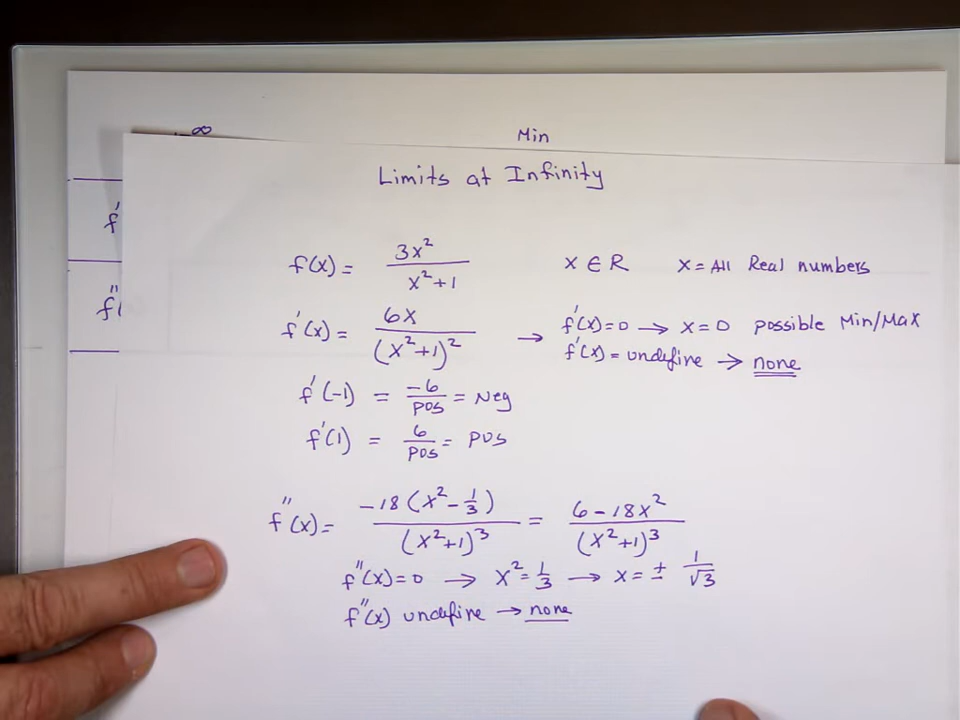 ∞
Min
Limits at Infinity
f'
f(x) = 3x²/(x²+1)   x ∈ R   x = All Real numbers
f''(
f'(x) = 6x/(x²+1)² → f'(x)=0 → x=0 possible Min/Max
f'(x) = undefine → none
f'(-1) = -6/pos = Neg
f'(1) = 6/pos = pos
f''(x) = -18(x²-1/3)/(x²+1)³ = 6-18x²/(x²+1)³
f''(x)=0 → x²=1/3 → x = ± 1/√3
f''(x) undefine → none